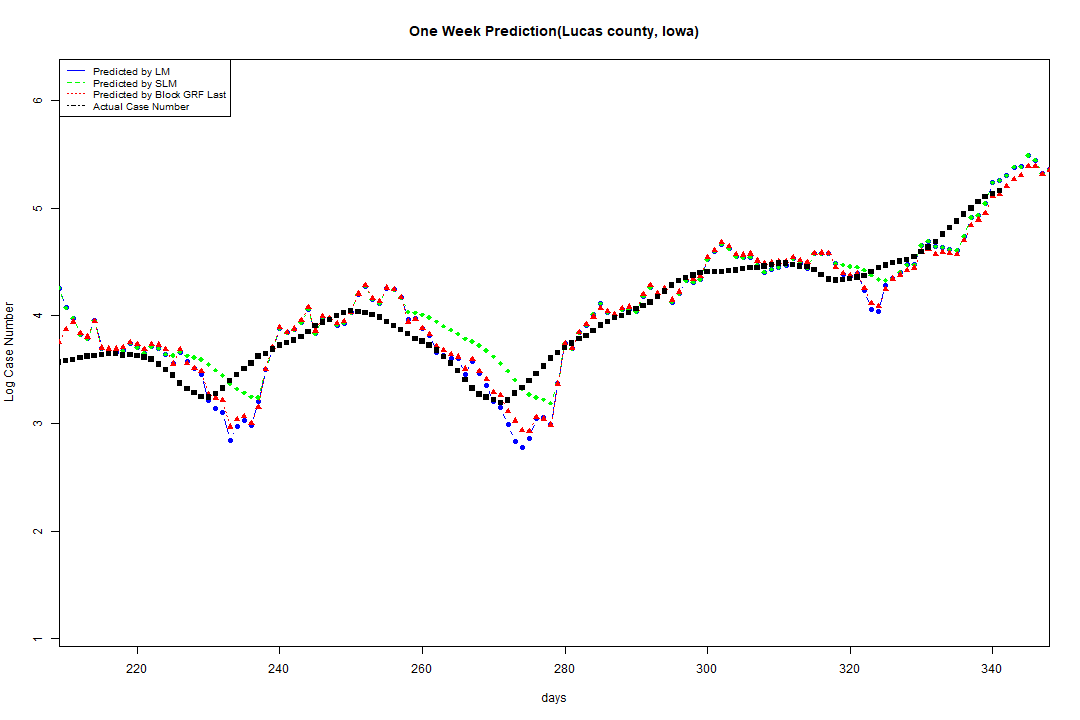 One Week Prediction(Lucas county, Iowa)
Predicted by LM
Predicted by SLM
Predicted by Block GRF Last
Actual Case Number
6
5
4
3
2
1
Log Case Number
220 240 260 280 300 320 340
days